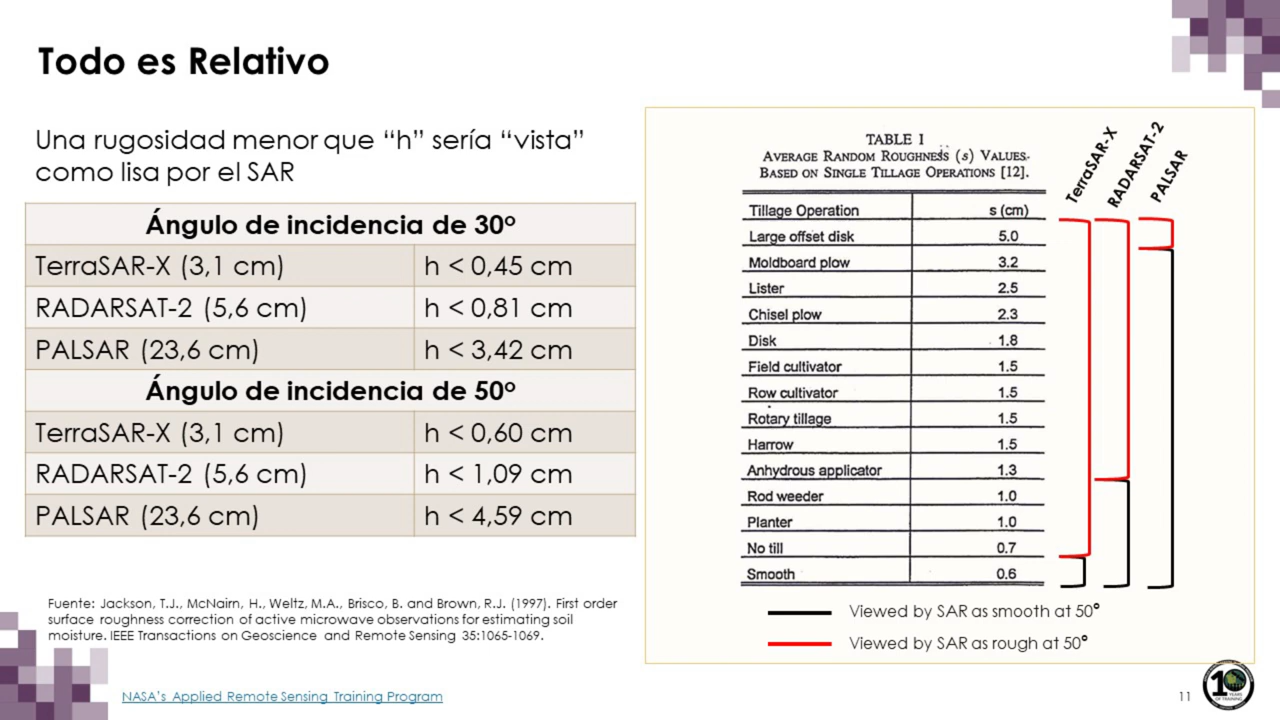 Todo es Relativo
Una rugosidad menor que “h” sería “vista”
como lisa por el SAR
Ángulo de incidencia de 30º
TerraSAR-X (3,1 cm) h < 0,45 cm
RADARSAT-2 (5,6 cm) h < 0,81 cm
PALSAR (23,6 cm) h < 3,42 cm
Ángulo de incidencia de 50º
TerraSAR-X (3,1 cm) h < 0,60 cm
RADARSAT-2 (5,6 cm) h < 1,09 cm
PALSAR (23,6 cm) h < 4,59 cm
Fuente: Jackson, T.J., McNairn, H., Weltz, M.A., Brisco, B. and Brown, R.J. (1997). First order
surface roughness correction of active microwave observations for estimating soil
moisture. IEEE Transactions on Geoscience and Remote Sensing 35:1065-1069.
TABLE I
AVERAGE RANDOM ROUGHNESS (s) VALUES
BASED ON SINGLE TILLAGE OPERATIONS [12].
TerraSAR-X
RADARSAT-2
PALSAR
Tillage Operation s (cm)
Large offset disk 5.0
Moldboard plow 3.2
Lister 2.5
Chisel plow 2.3
Disk 1.8
Field cultivator 1.5
Row cultivator 1.5
Rotary tillage 1.5
Harrow 1.5
Anhydrous applicator 1.3
Rod weeder 1.0
Planter 1.0
No till 0.7
Smooth 0.6
Viewed by SAR as smooth at 50º
Viewed by SAR as rough at 50º
NASA’s Applied Remote Sensing Training Program
11
10
YEARS
OF TRAINING